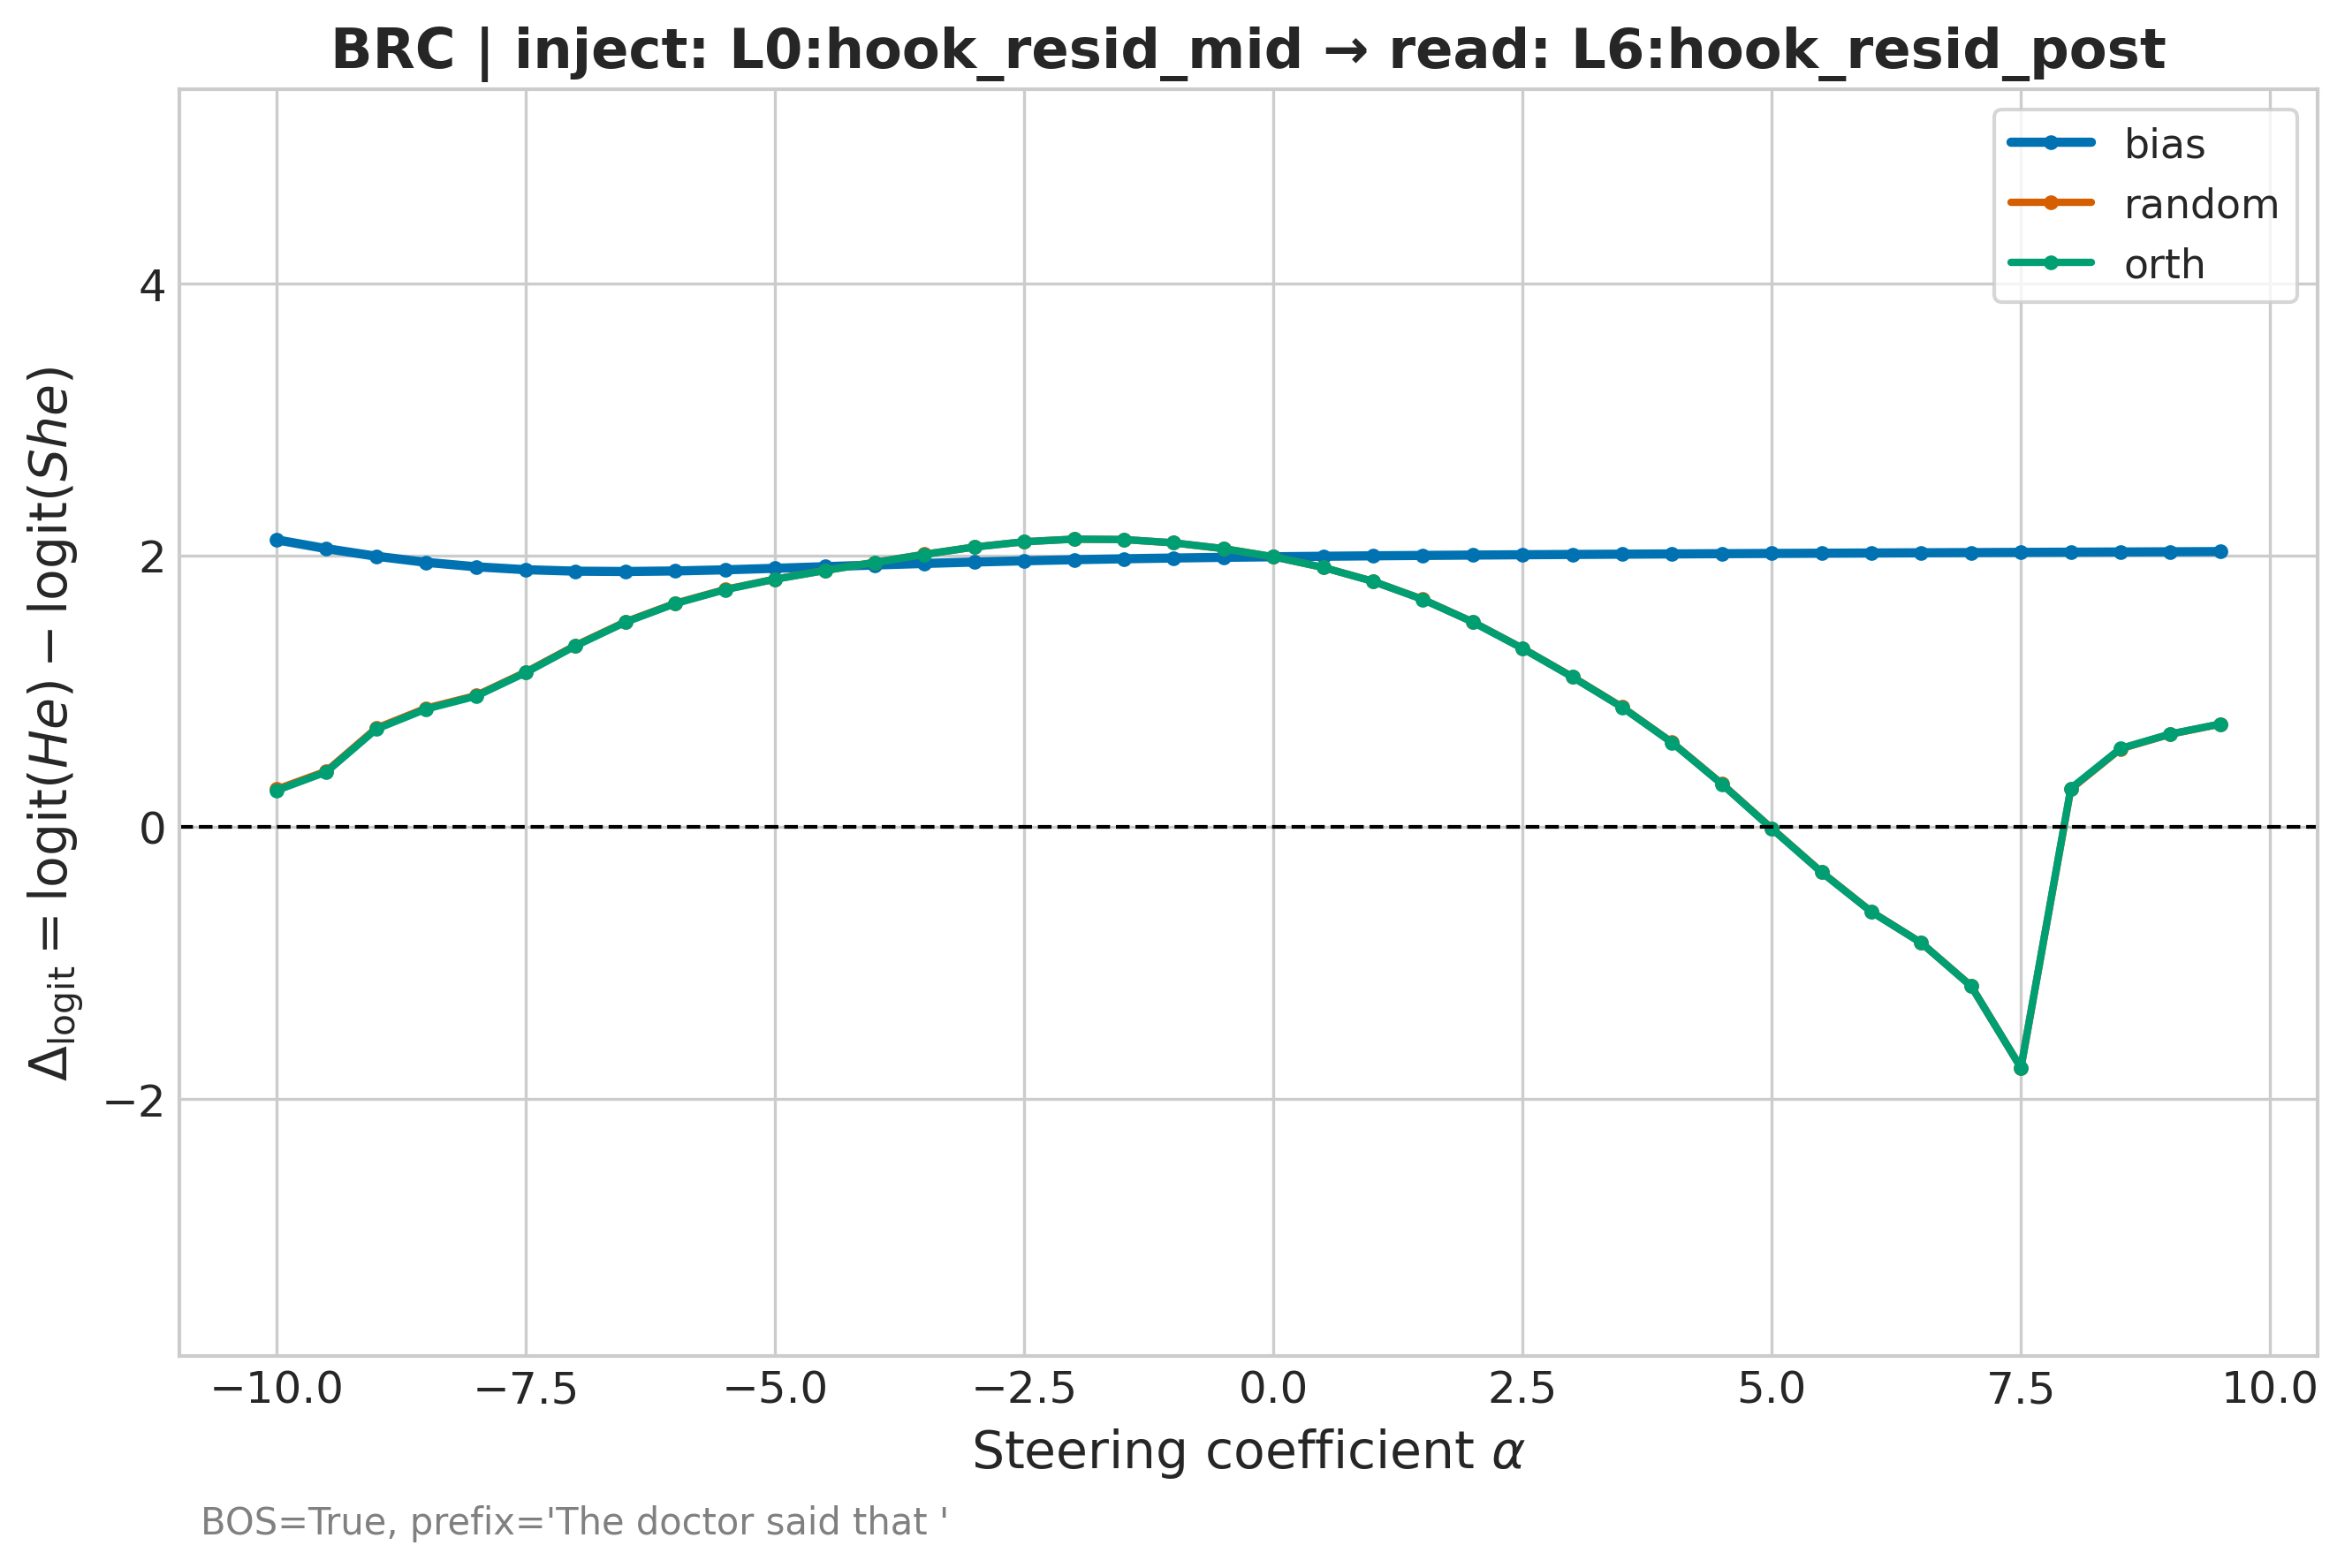 BRC | inject: L0:hook_resid_mid → read: L6:hook_resid_post
bias
random
orth
Δlogit = logit(He) − logit(She)
4
2
0
−2
−10.0
−7.5
−5.0
−2.5
0.0
2.5
5.0
7.5
10.0
Steering coefficient α
BOS=True, prefix='The doctor said that '